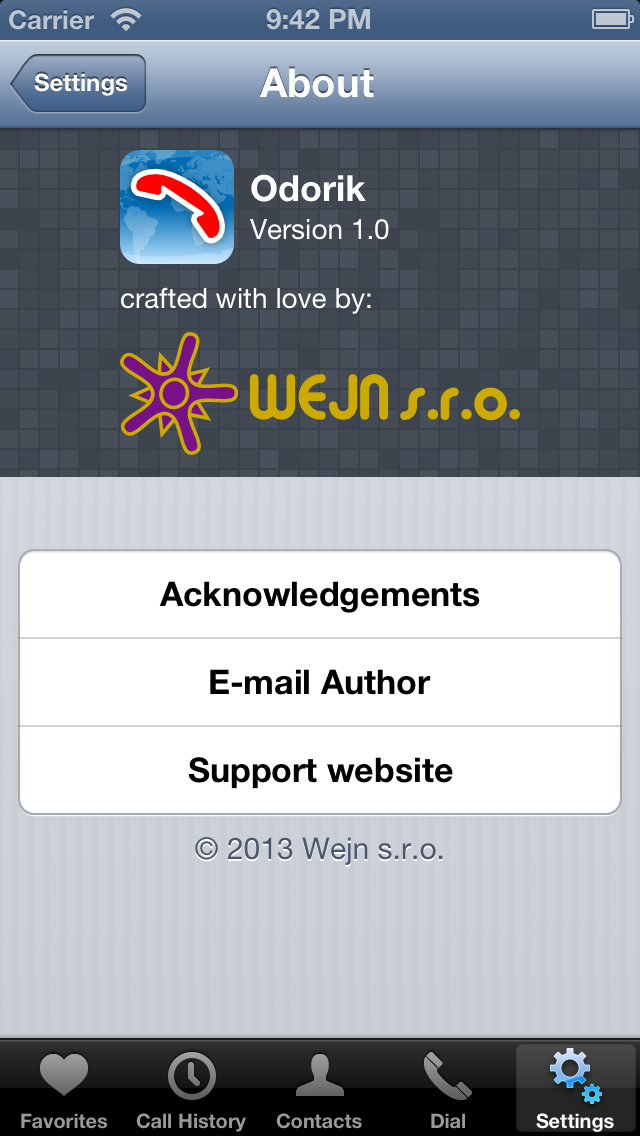 Carrier 9:42 PM
Settings About
Odorik
Version 1.0
crafted with love by:
WEJN s.r.o.
Acknowledgements
E-mail Author
Support website
© 2013 Wejn s.r.o.
Favorites Call History Contacts Dial Settings